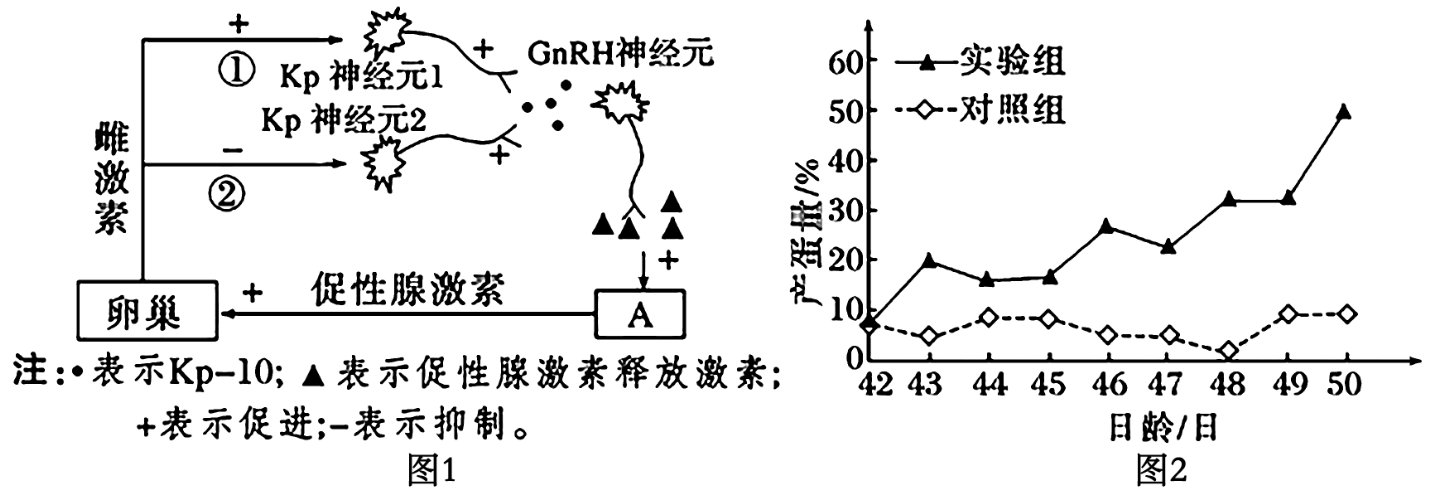 +
①
Kp 神经元1
+
GnRH神经元
Kp 神经元2
+
雌激素
−
②
+
卵巢
+
促性腺激素
A
注:•表示Kp-10; ▲ 表示促性腺激素释放激素;
+表示促进;-表示抑制。
图1
产蛋量/%
60
50
40
30
20
10
0
实验组
对照组
42 43 44 45 46 47 48 49 50
日龄/日
图2